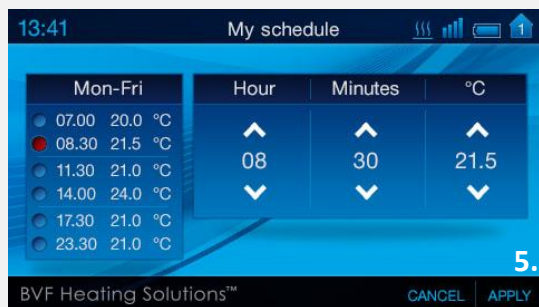 13:41 My schedule 1
Mon-Fri Hour Minutes °C
07.00 20.0 °C
08.30 21.5 °C
11.30 21.0 °C
14.00 24.0 °C
17.30 21.0 °C
23.30 21.0 °C
08 30 21.5
5.
BVF Heating Solutions™ CANCEL APPLY